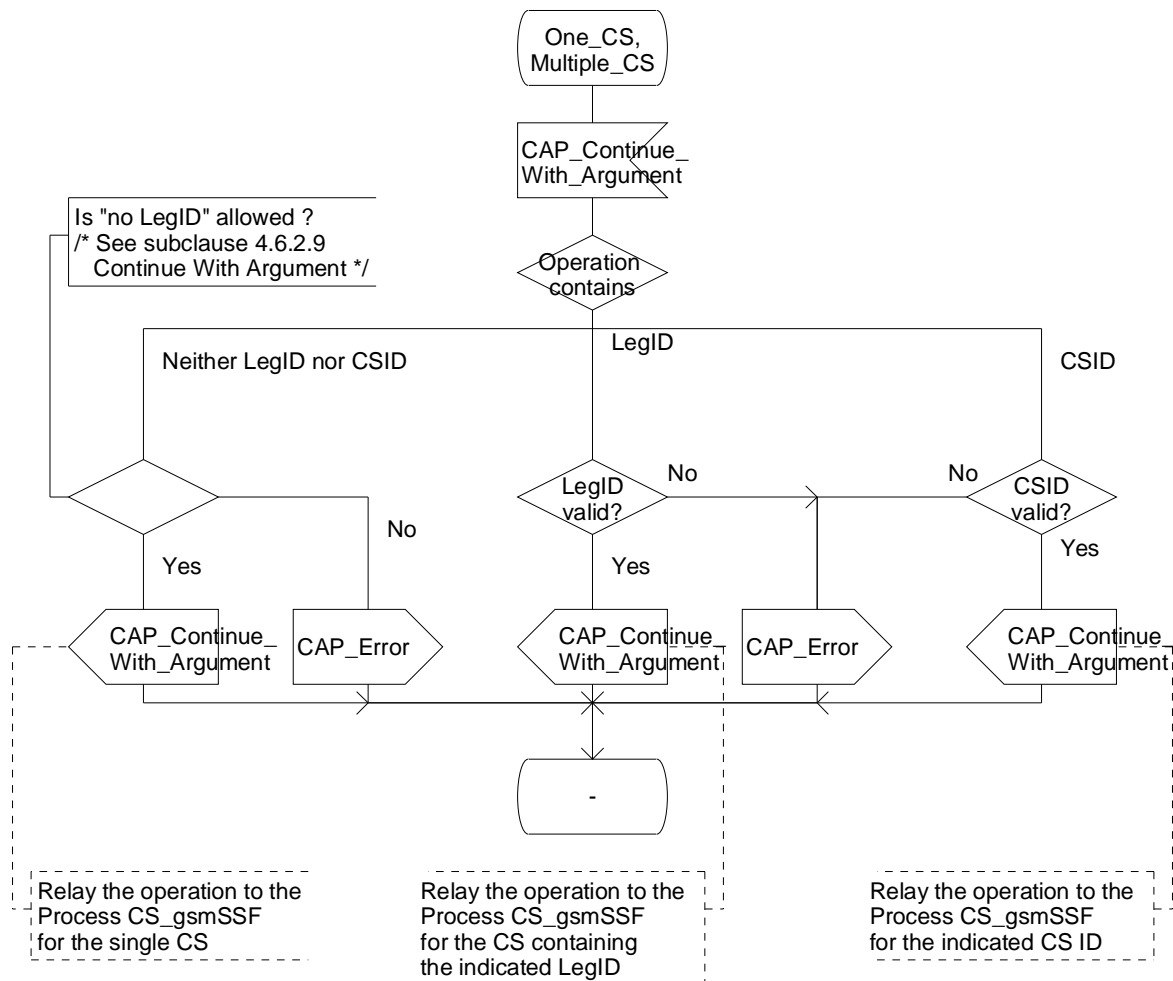 One_CS,
Multiple_CS
CAP_Continue_
With_Argument
Is "no LegID" allowed ?
/* See subclause 4.6.2.9
Continue With Argument */
Operation
contains
Neither LegID nor CSID
LegID
CSID
No
LegID
valid?
No
No
CSID
valid?
Yes
Yes
Yes
CAP_Continue_
With_Argument
CAP_Error
CAP_Continue_
With_Argument
CAP_Error
CAP_Continue_
With_Argument
-
Relay the operation to the
Process CS_gsmSSF
for the single CS
Relay the operation to the
Process CS_gsmSSF
for the CS containing
the indicated LegID
Relay the operation to the
Process CS_gsmSSF
for the indicated CS ID